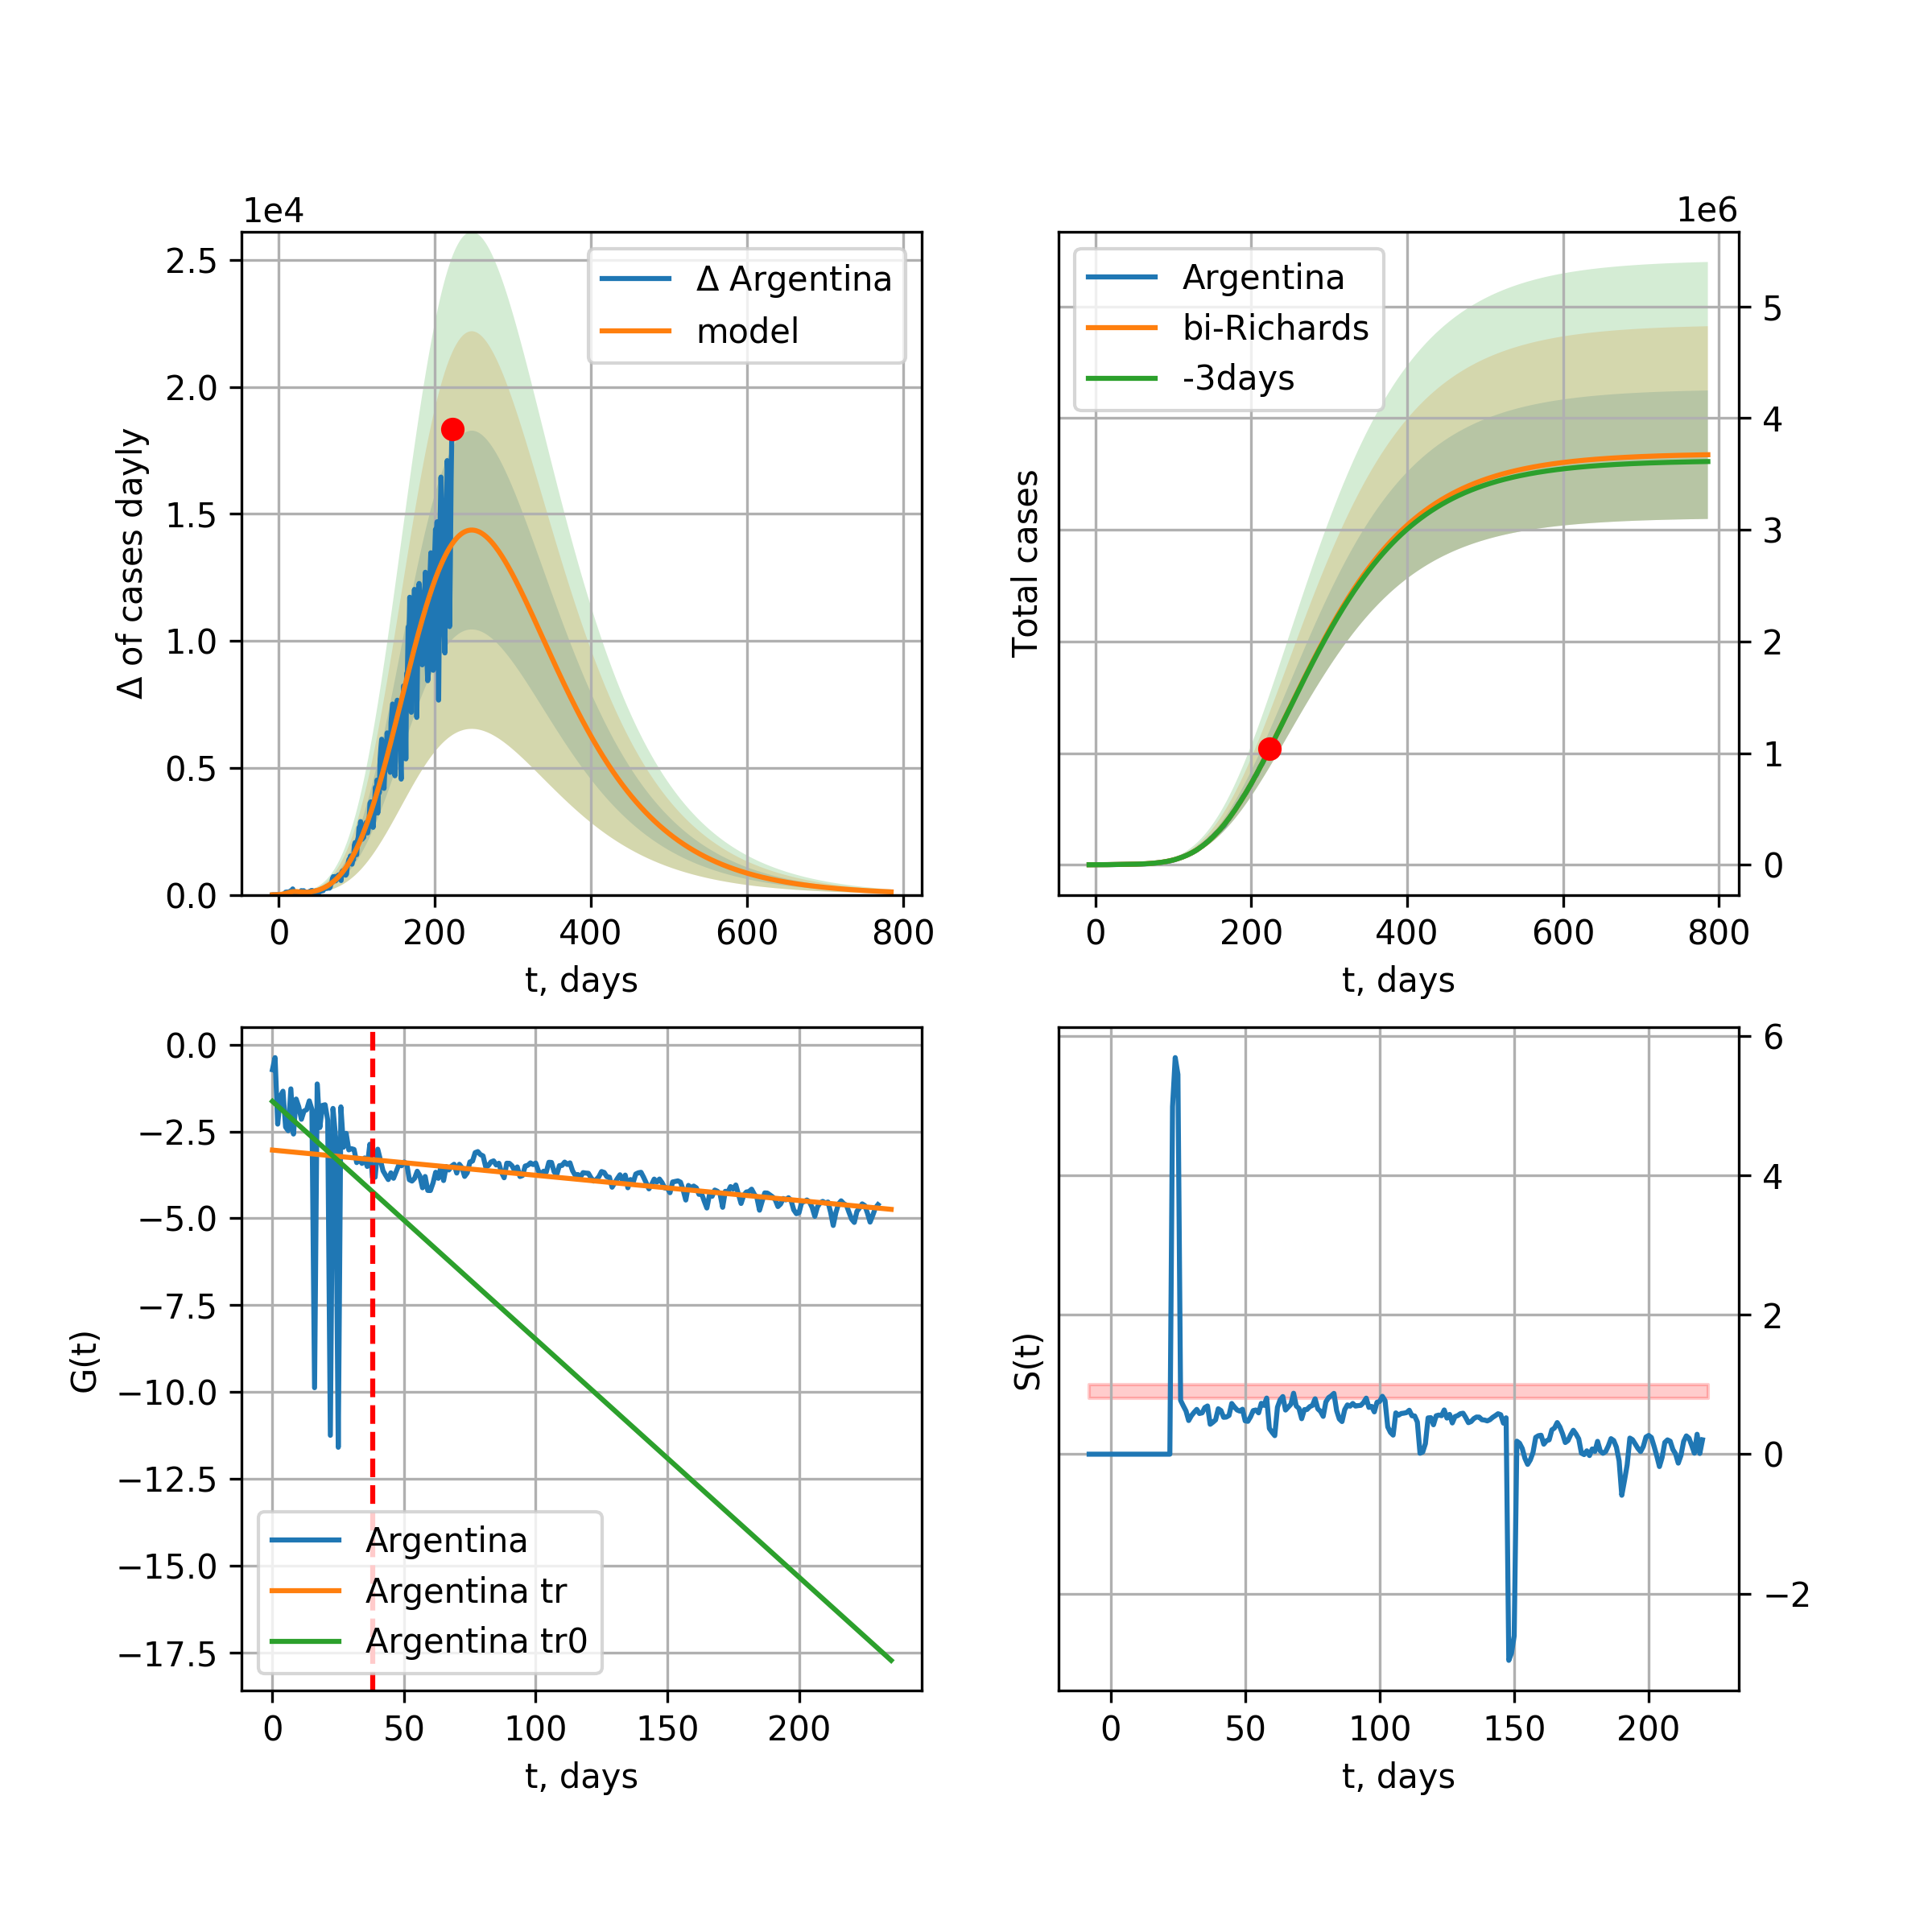 1e4
2.5
2.0
1.5
1.0
0.5
0.0
Δ of cases dayly
Δ Argentina
model
0 200 400 600 800
t, days
1e6
Argentina
bi-Richards
-3days
Total cases
5
4
3
2
1
0
0 200 400 600 800
t, days
0.0
−2.5
−5.0
−7.5
−10.0
−12.5
−15.0
−17.5
G(t)
Argentina
Argentina tr
Argentina tr0
0 50 100 150 200
t, days
S(t)
6
4
2
0
−2
0 50 100 150 200
t, days